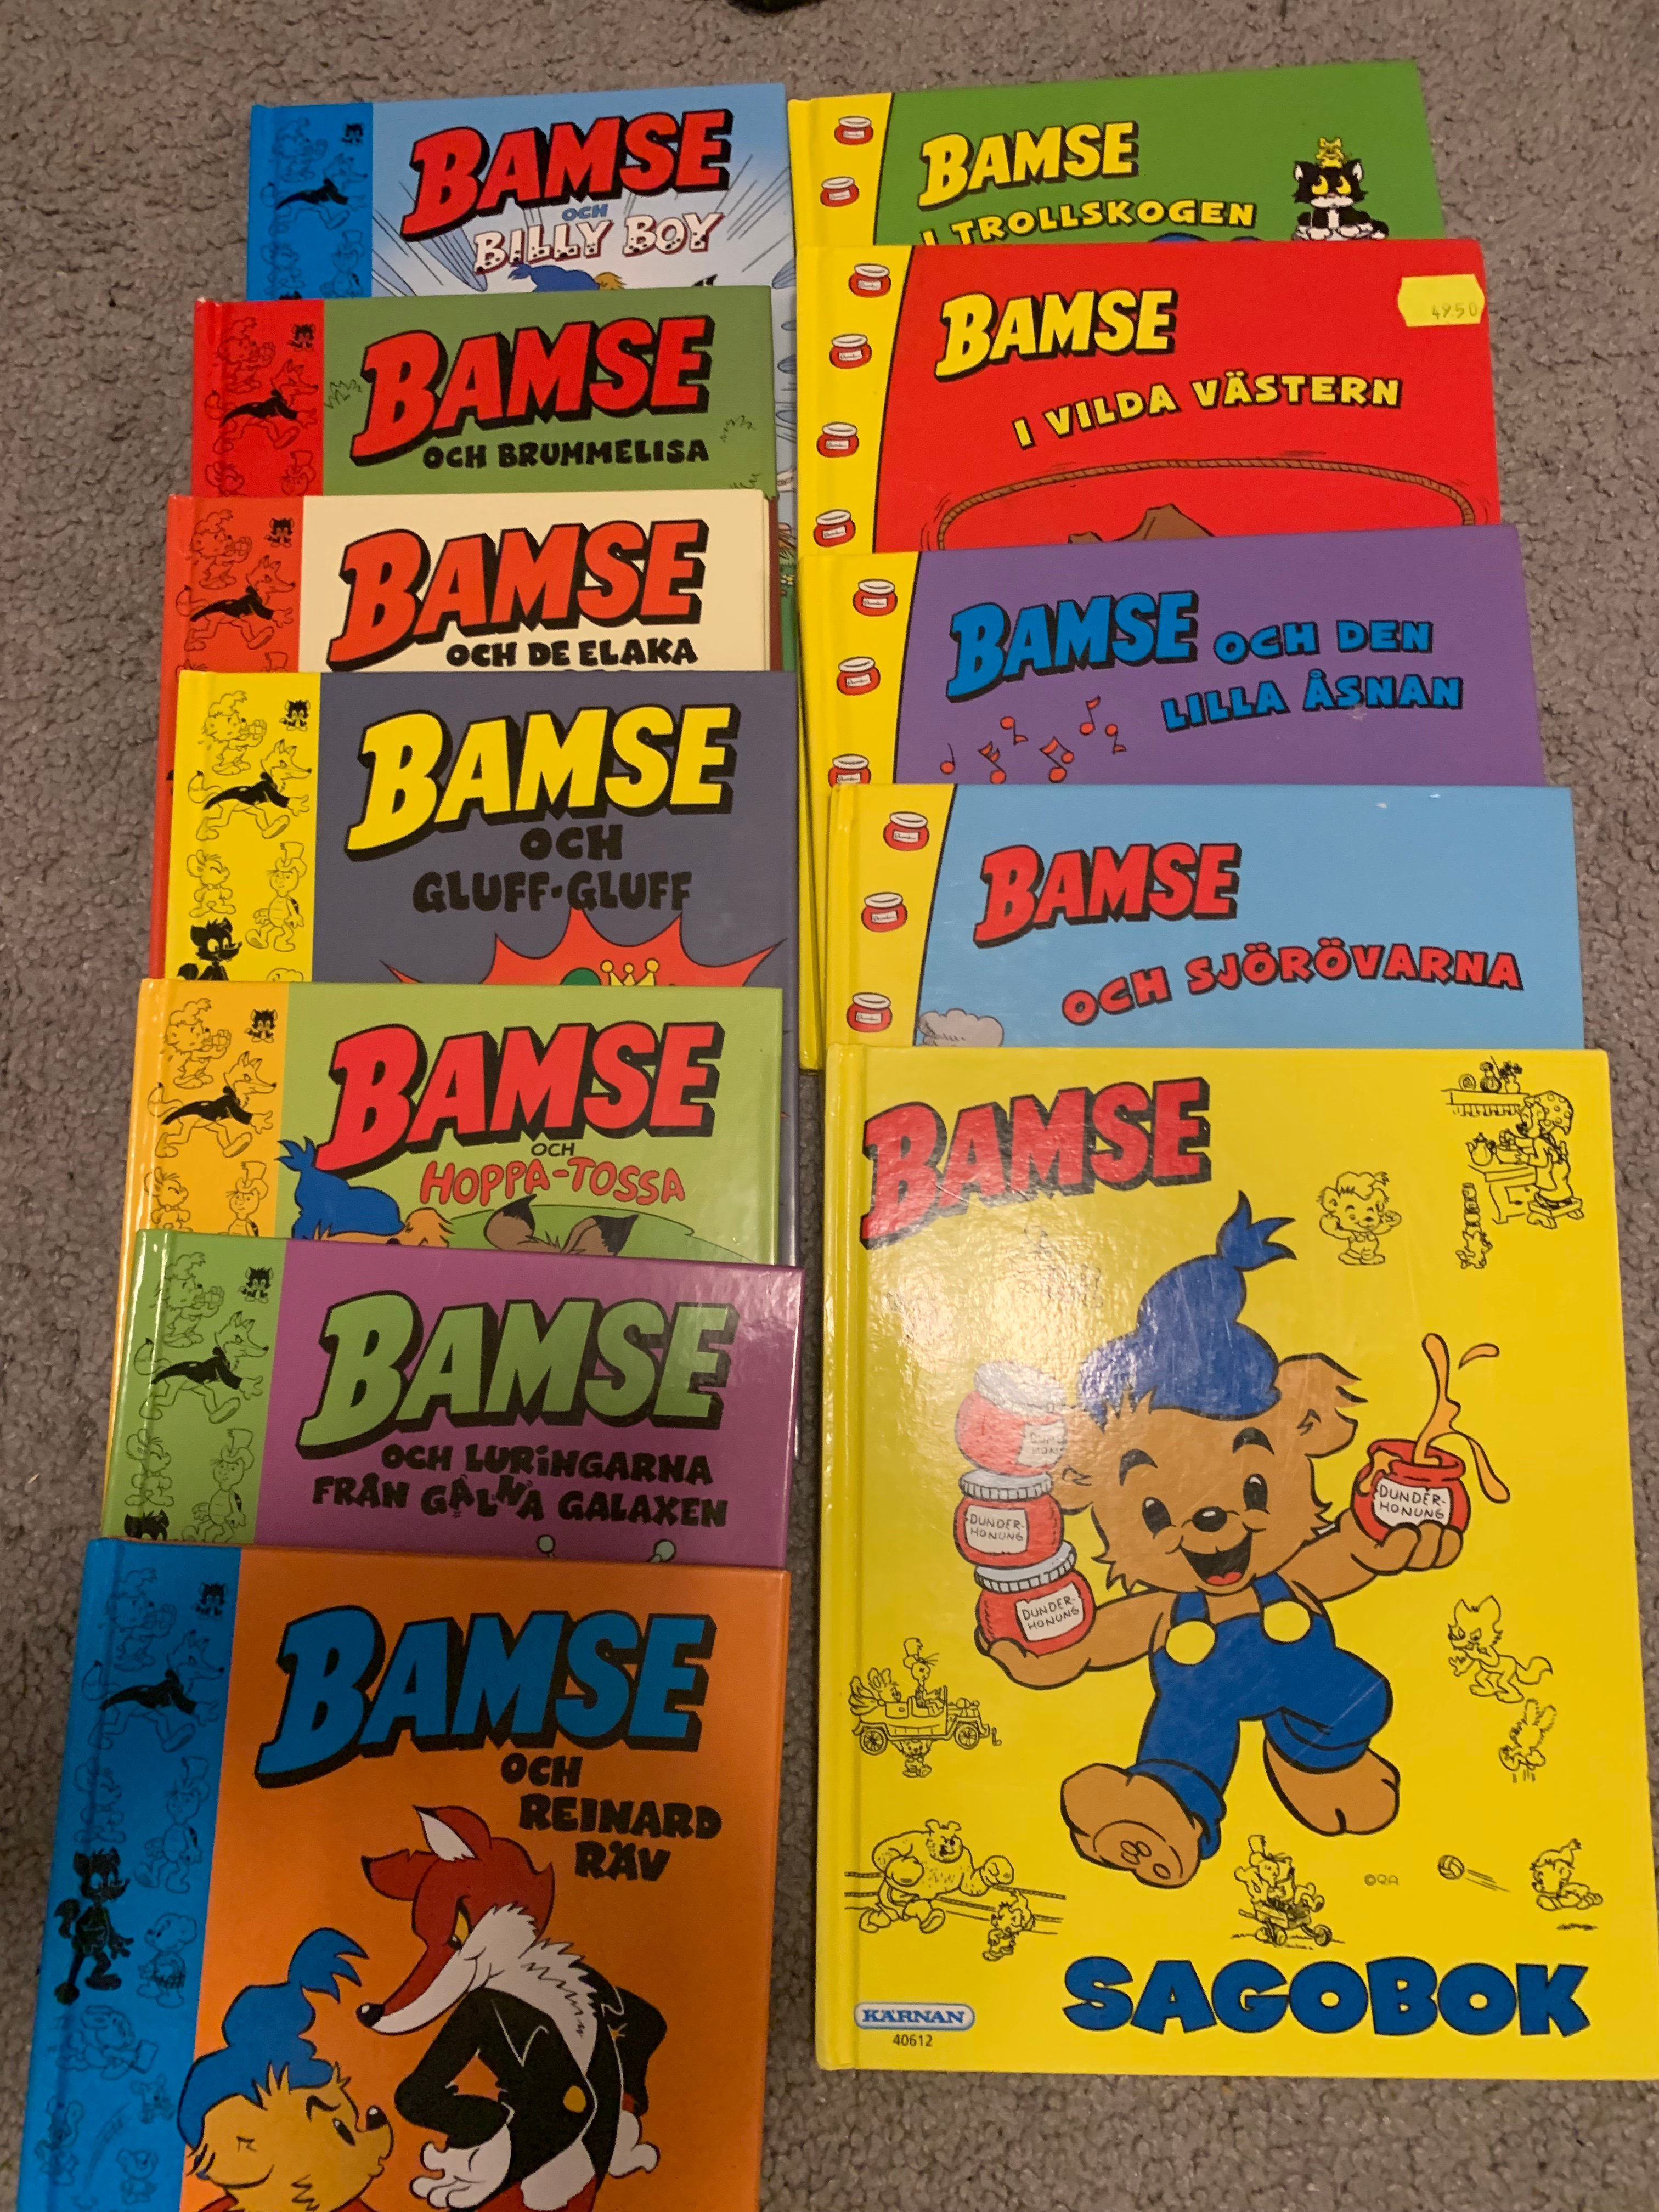 BAMSE
OCH
BILLY BOY
BAMSE
OCH BRUMMELISA
BAMSE
OCH DE ELAKA
BAMSE
OCH
GLUFF-GLUFF
BAMSE
OCH
HOPPA-TOSSA
BAMSE
OCH LURINGARNA
FRÅN GALNA GALAXEN
BAMSE
OCH
REINARD
RÄV
BAMSE
I TROLLSKOGEN
49.50
BAMSE
I VILDA VÄSTERN
BAMSE OCH DEN
LILLA ÅSNAN
BAMSE
OCH SJÖRÖVARNA
BAMSE
DUNDER-
HONUNG
DUNDER-
HONUNG
DUNDER-
HONUNG
©RA
SAGOBOK
KÄRNAN
40612